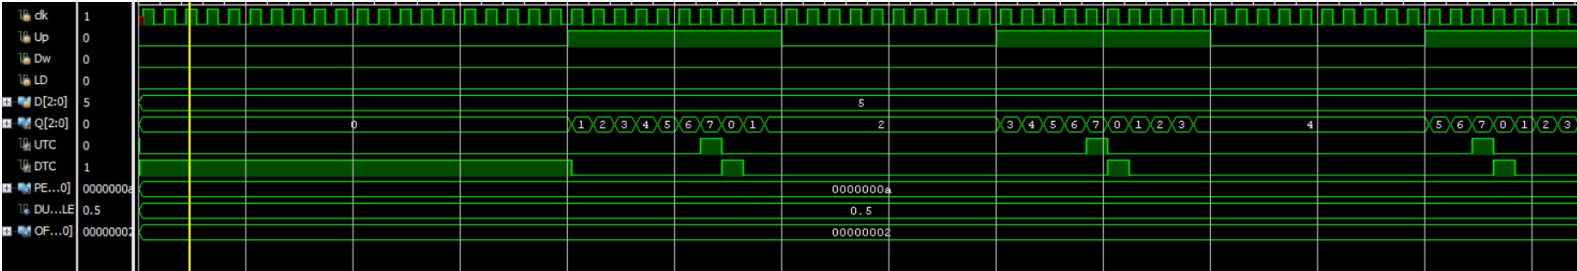 clk 1
Up 0
Dw 0
LD 0
D[2:0] 5 5
Q[2:0] 0 0 1 2 3 4 5 6 7 0 1 2 3 4 5 6 7 0 1 2 3 4 5 6 7 0 1 2 3
UTC 0
DTC 1
PE...0] 0000000a 0000000a
DU...LE 0.5 0.5
OF...0] 00000002 00000002